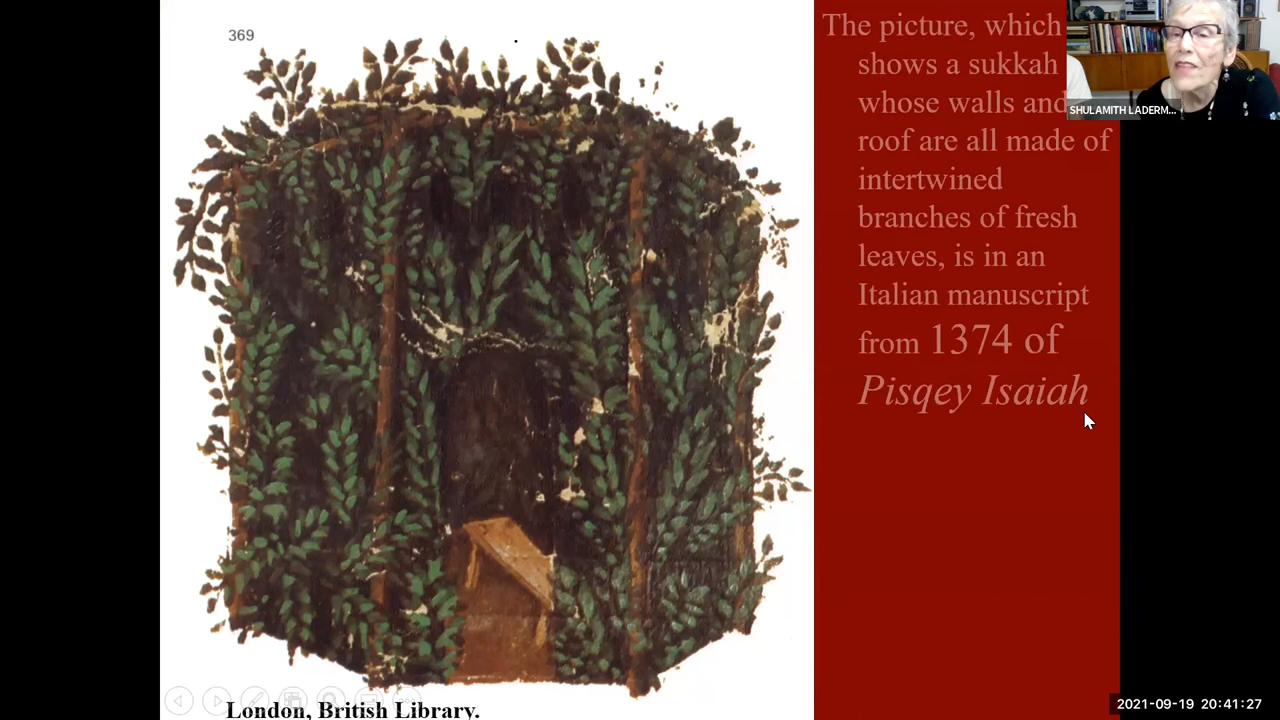 369
The picture, which
shows a sukkah
whose walls and
roof are all made of
intertwined
branches of fresh
leaves, is in an
Italian manuscript
from 1374 of
Pisqey Isaiah
London, British Library.
SHULAMITH LADERM...
2021-09-19 20:41:27